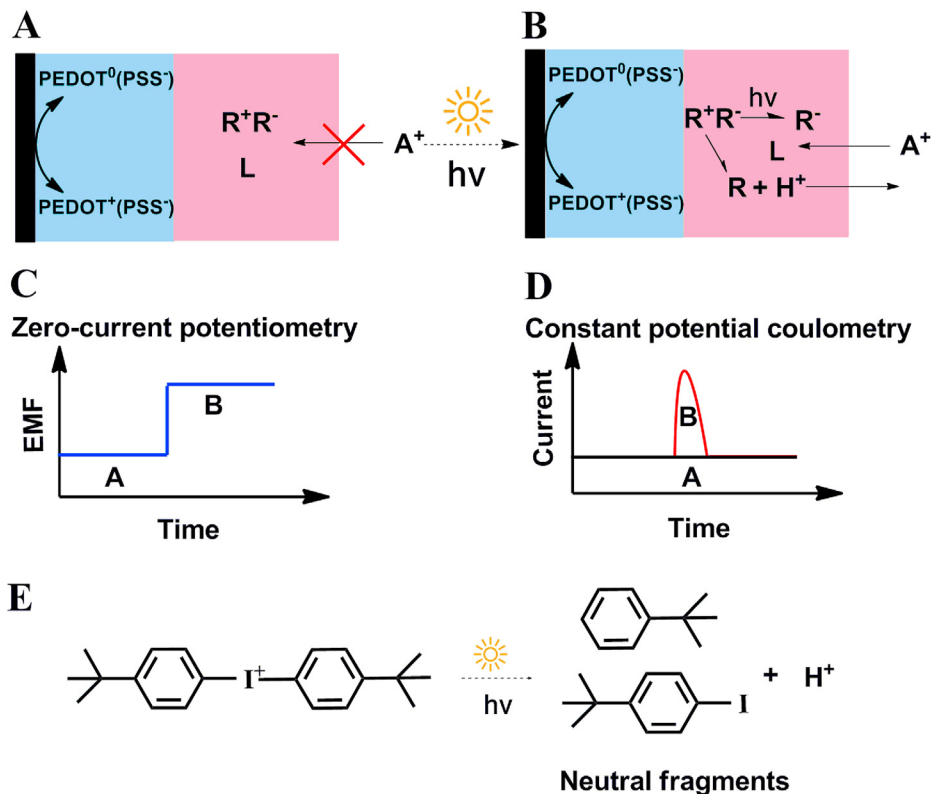 A
PEDOT⁰(PSS⁻)
R⁺R⁻
L
PEDOT⁺(PSS⁻)
A⁺
hν
B
PEDOT⁰(PSS⁻)
R⁺R⁻
hν
R⁻
L
A⁺
R + H⁺
PEDOT⁺(PSS⁻)
C
Zero-current potentiometry
EMF
B
A
Time
D
Constant potential coulometry
Current
B
A
Time
E
I⁺
hν
I
+ H⁺
Neutral fragments